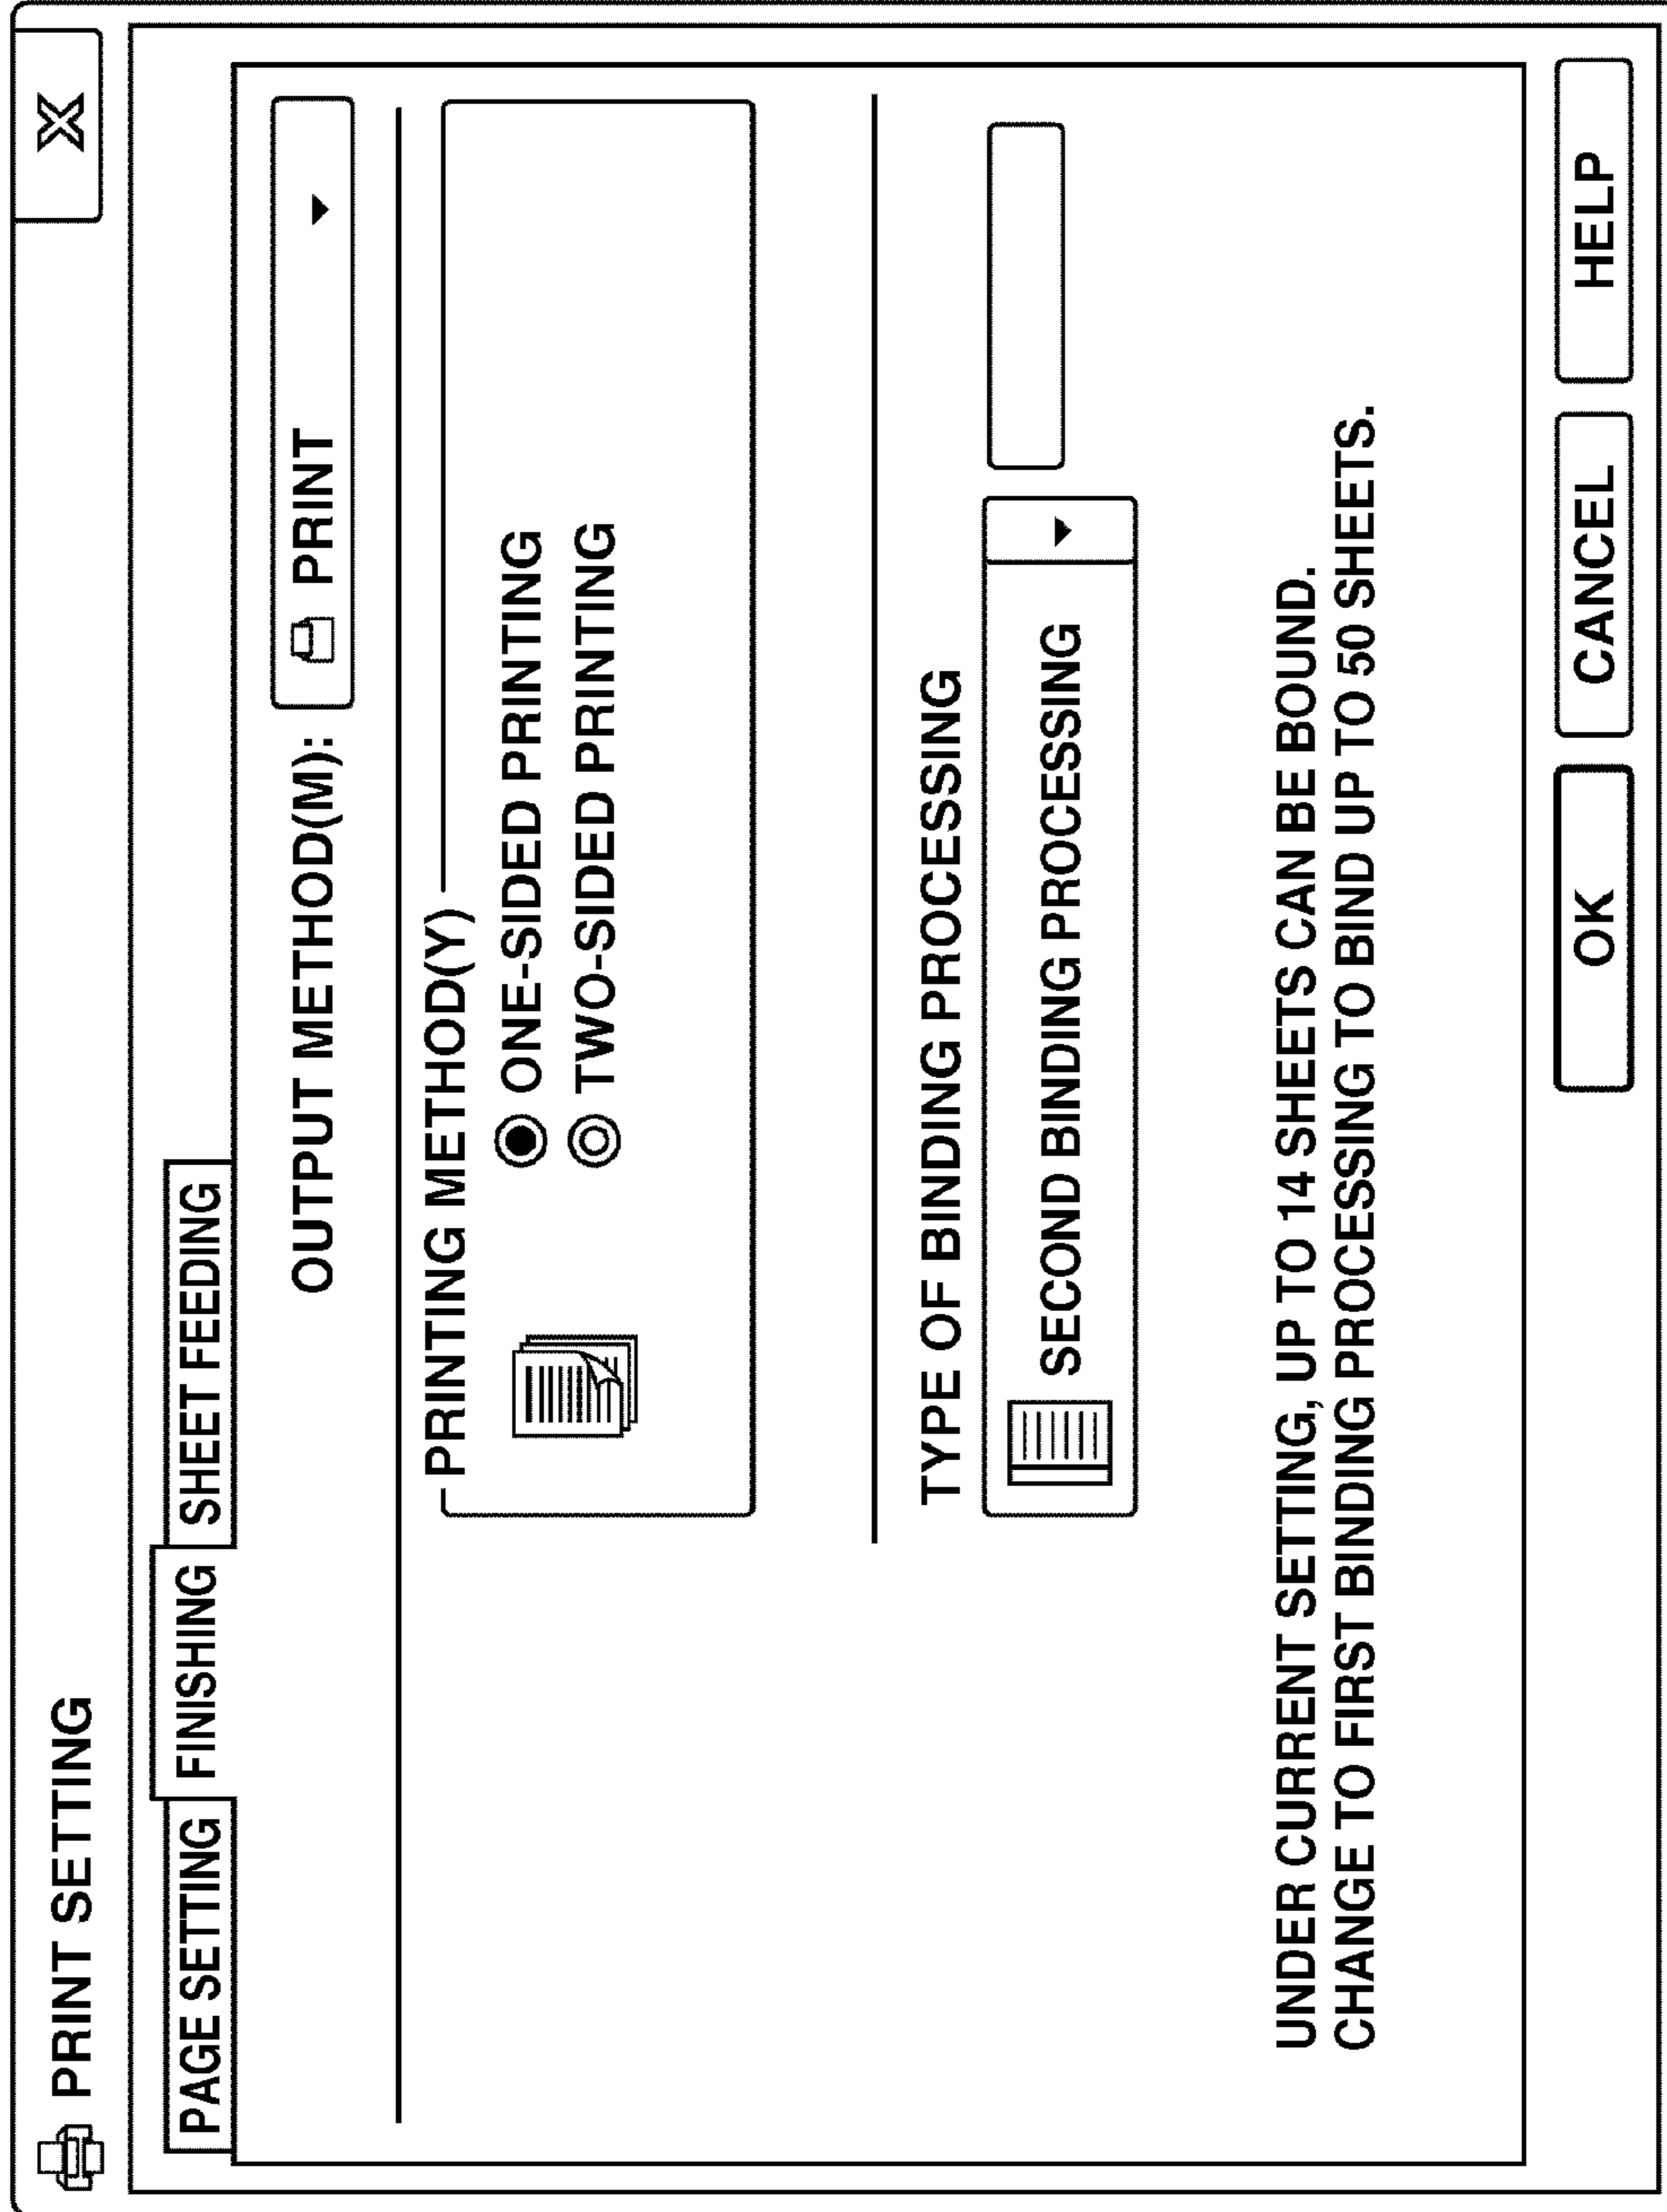 PRINT SETTING
X
PAGE SETTING
FINISHING
SHEET FEEDING
OUTPUT METHOD(M):
PRINT
PRINTING METHOD(Y)
ONE-SIDED PRINTING
TWO-SIDED PRINTING
TYPE OF BINDING PROCESSING
SECOND BINDING PROCESSING
UNDER CURRENT SETTING, UP TO 14 SHEETS CAN BE BOUND.
CHANGE TO FIRST BINDING PROCESSING TO BIND UP TO 50 SHEETS.
OK
CANCEL
HELP